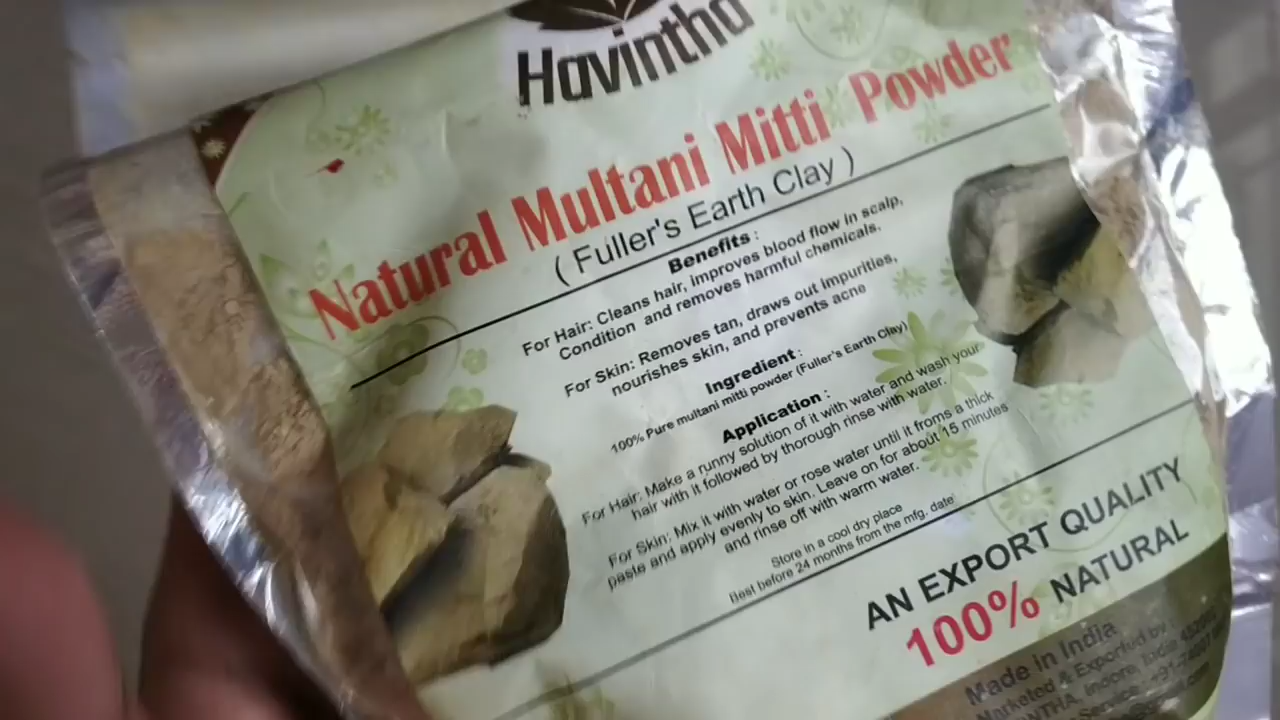 Havintha
Natural Multani Mitti Powder
( Fuller's Earth Clay )
Benefits :
For Hair: Cleans hair, improves blood flow in scalp,
Condition and removes harmful chemicals.
For Skin: Removes tan, draws out impurities,
nourishes skin, and prevents acne
Ingredient :
100% Pure multani mitti powder (Fuller's Earth Clay)
Application :
For Hair: Make a runny solution of it with water and wash your
hair with it followed by thorough rinse with water.
For Skin: Mix it with water or rose water until it froms a thick
paste and apply evenly to skin. Leave on for about 15 minutes
and rinse off with warm water.
Store in a cool dry place
Best before 24 months from the mfg. date
AN EXPORT QUALITY
100% NATURAL
Made in India
Marketed & Exported by :
Indore, India